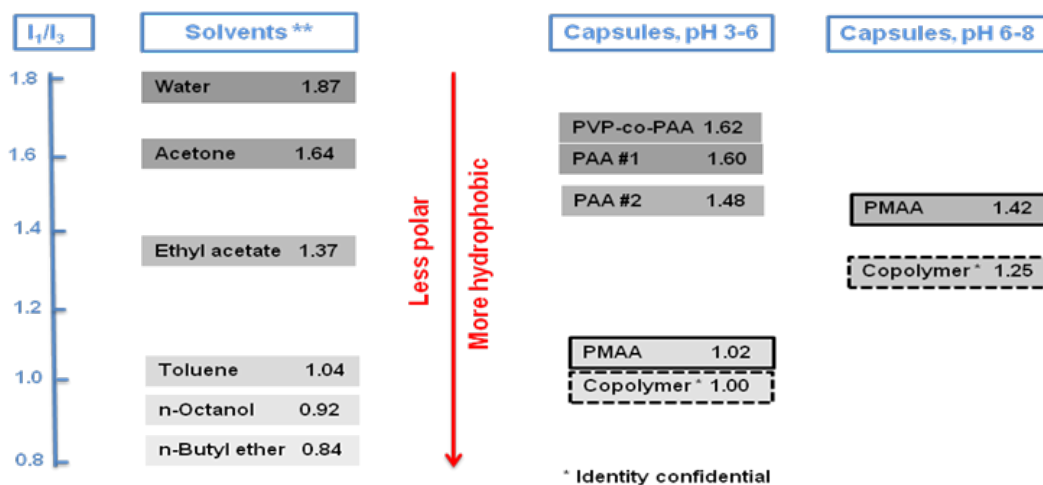 I₁/I₃
Solvents **
Capsules, pH 3-6
Capsules, pH 6-8
1.8
1.6
1.4
1.2
1.0
0.8
Water 1.87
Acetone 1.64
Ethyl acetate 1.37
Toluene 1.04
n-Octanol 0.92
n-Butyl ether 0.84
Less polar
More hydrophobic
PVP-co-PAA 1.62
PAA #1 1.60
PAA #2 1.48
PMAA 1.02
Copolymer * 1.00
PMAA 1.42
Copolymer * 1.25
* Identity confidential